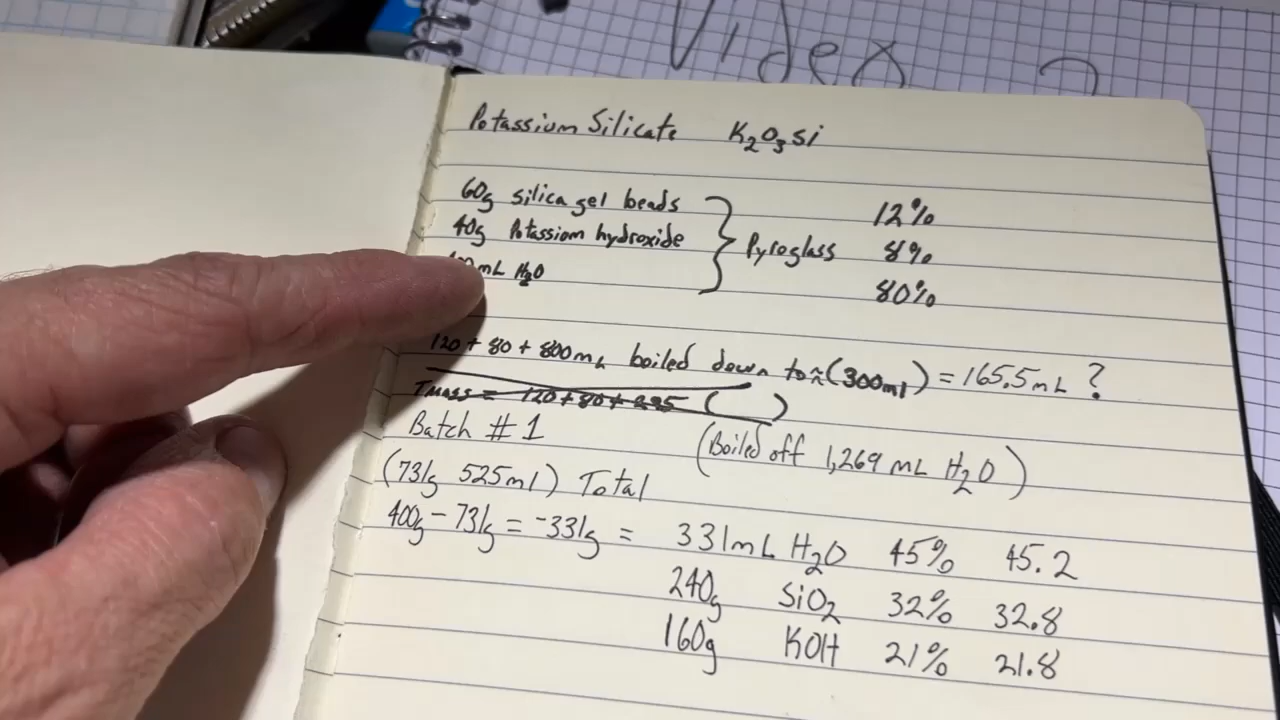 Video
Potassium Silicate K2O3Si
60g silica gel beads } Pyroglass 12%
40g Potassium hydroxide 8%
mL H2O 80%
120 + 80 + 800mL boiled down to ≈ (300ml) = 165.5mL ?
Tmass = 120 + 80 + 295 ( )
Batch # 1 (Boiled off 1,269 mL H2O)
(731g 525ml) Total
400g - 731g = -331g = 331mL H2O 45% 45.2
240g SiO2 32% 32.8
160g KOH 21% 21.8